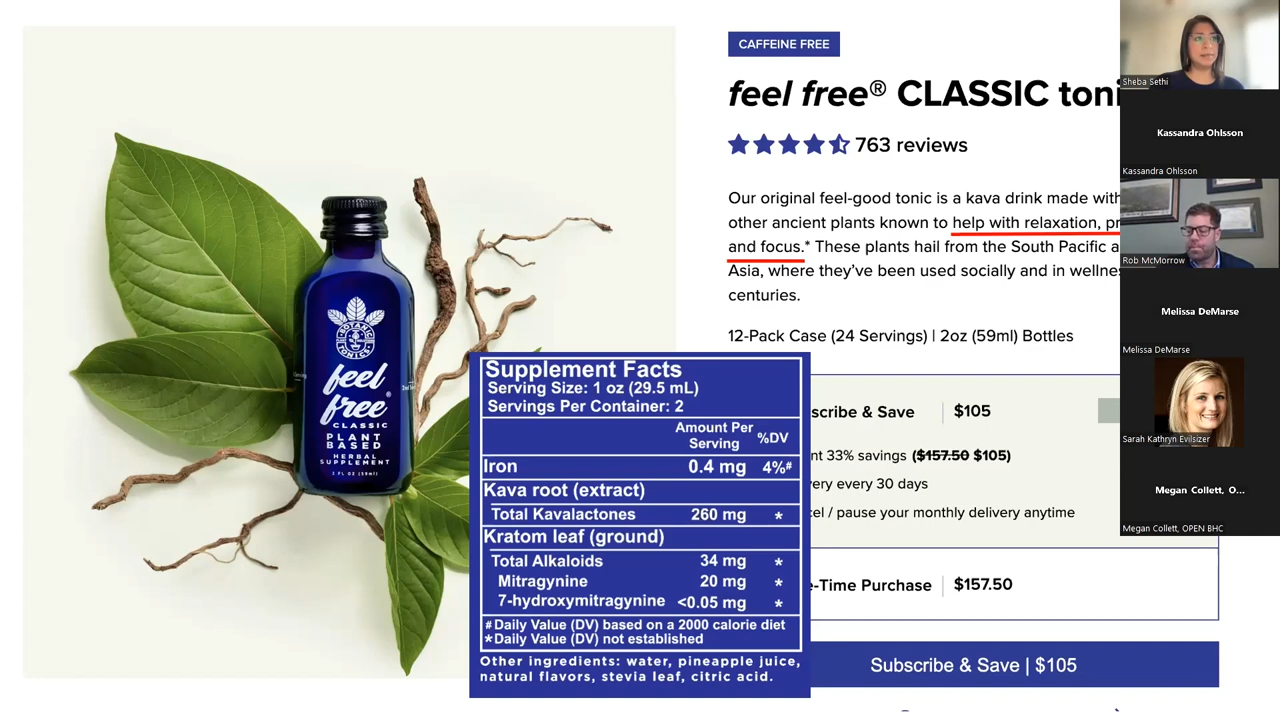 CAFFEINE FREE
feel free® CLASSIC toni
763 reviews
Our original feel-good tonic is a kava drink made with
other ancient plants known to help with relaxation, pr
and focus.* These plants hail from the South Pacific a
Asia, where they've been used socially and in wellne
centuries.
12-Pack Case (24 Servings) | 2oz (59ml) Bottles
scribe & Save $105
nt 33% savings ($157.50 $105)
very every 30 days
cel / pause your monthly delivery anytime
e-Time Purchase $157.50
Subscribe & Save | $105
BOTANIC
TONICS
feel
free®
CLASSIC
PLANT
BASED
HERBAL
SUPPLEMENT
2 FL OZ (59ml)
Supplement Facts
Serving Size: 1 oz (29.5 mL)
Servings Per Container: 2
Amount Per
Serving %DV
Iron 0.4 mg 4%#
Kava root (extract)
Total Kavalactones 260 mg *
Kratom leaf (ground)
Total Alkaloids 34 mg *
Mitragynine 20 mg *
7-hydroxymitragynine <0.05 mg *
# Daily Value (DV) based on a 2000 calorie diet
* Daily Value (DV) not established
Other ingredients: water, pineapple juice,
natural flavors, stevia leaf, citric acid.
Sheba Sethi
Kassandra Ohlsson
Kassandra Ohlsson
Rob McMorrow
Melissa DeMarse
Melissa DeMarse
Sarah Kathryn Evilsizer
Megan Collett, O...
Megan Collett, OPEN BHC